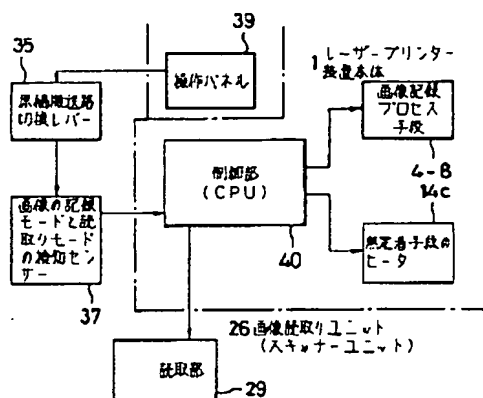 35
39
操作パネル
1 レーザープリンター
装置本体
原稿搬送路
切換レバー
画像記録
プロセス
手段
制御部
(CPU)
4-8
14c
画像の記録
モードと読
取りモード
の検知センサー
熱定着手段の
ヒータ
40
37
26 画像読取りユニット
(スキャナーユニット)
読取部
29